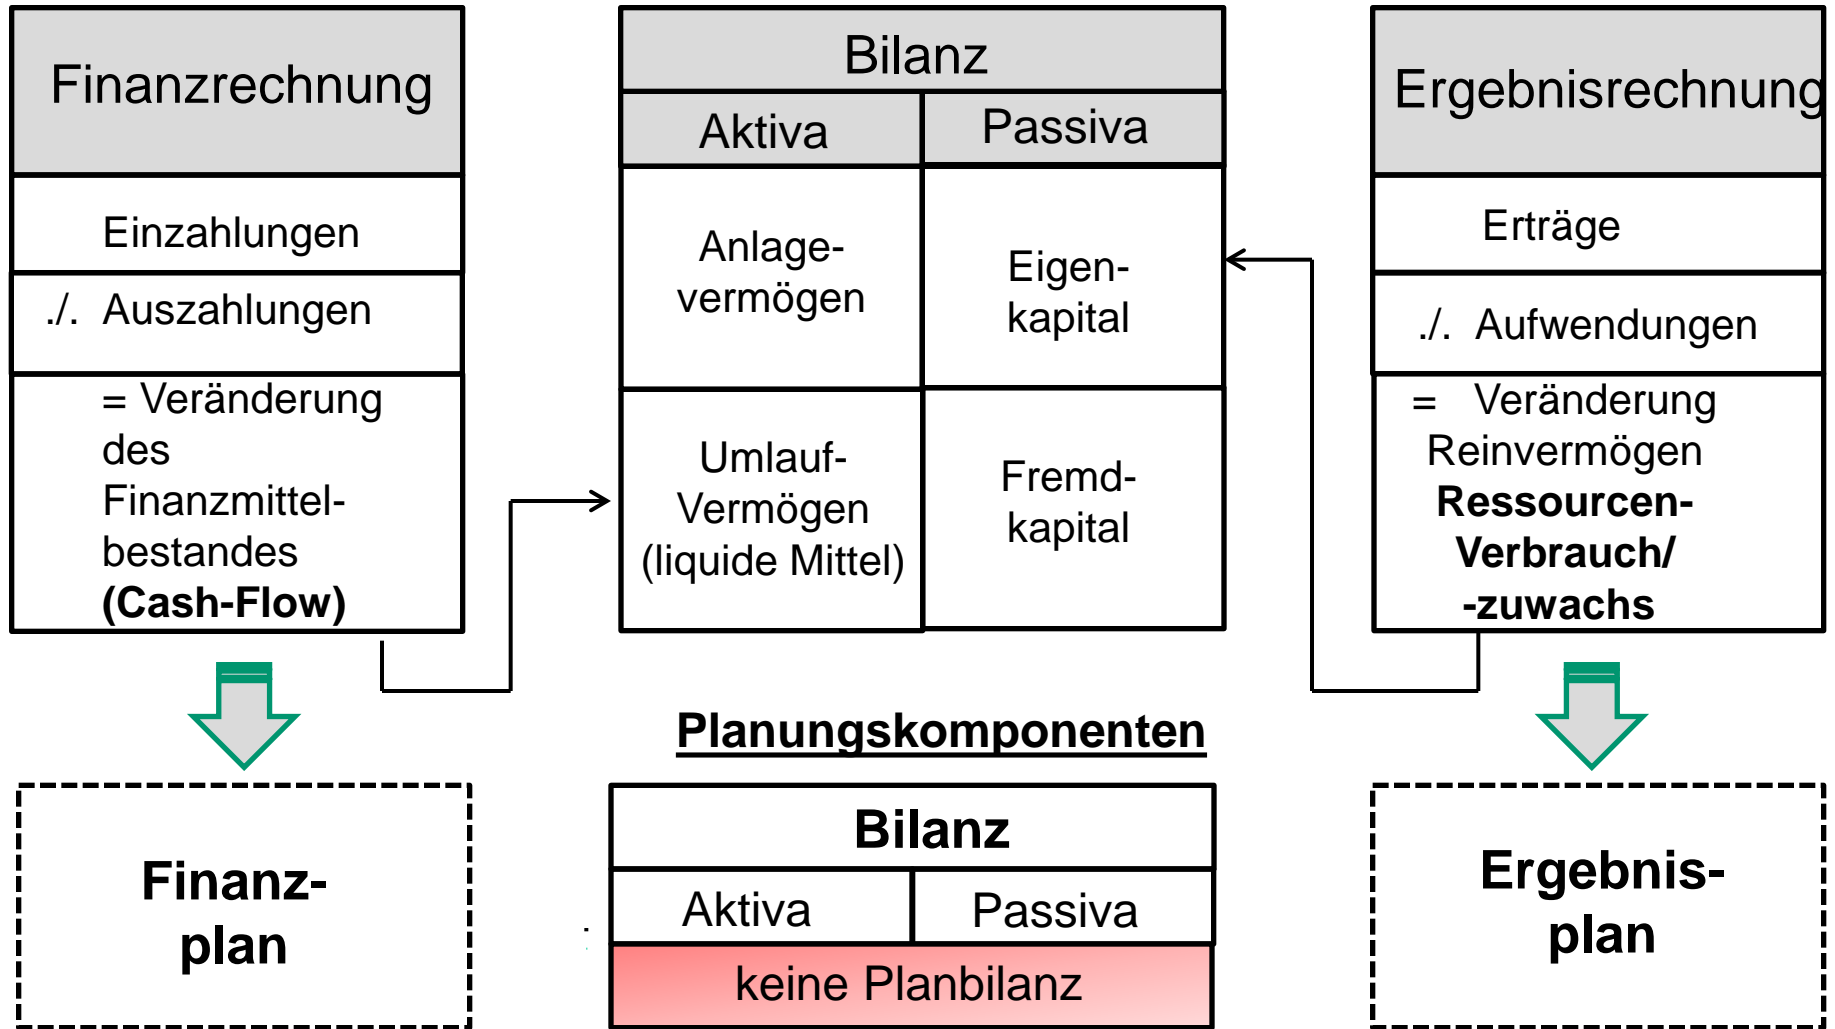 Finanzrechnung
Einzahlungen
./. Auszahlungen
= Veränderung
des
Finanzmittel-
bestandes
(Cash-Flow)
Bilanz
Aktiva
Passiva
Anlage-
vermögen
Eigen-
kapital
Umlauf-
Vermögen
(liquide Mittel)
Fremd-
kapital
Ergebnisrechnung
Erträge
./. Aufwendungen
= Veränderung
Reinvermögen
Ressourcen-
Verbrauch/
-zuwachs
Planungskomponenten
Finanz-
plan
Bilanz
Aktiva
Passiva
keine Planbilanz
Ergebnis-
plan